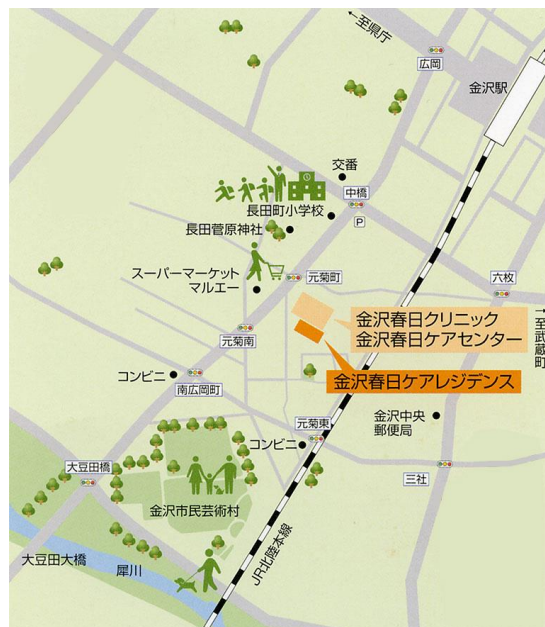 ←至県庁
広岡
金沢駅
交番
中橋
長田町小学校
P
長田菅原神社
スーパーマーケット
マルエー
元菊町
六枚
→至武蔵町
金沢春日クリニック
金沢春日ケアセンター
元菊南
コンビニ
金沢春日ケアレジデンス
南広岡町
元菊東
コンビニ
金沢中央
郵便局
大豆田橋
三社
金沢市民芸術村
大豆田大橋
犀川
JR北陸本線